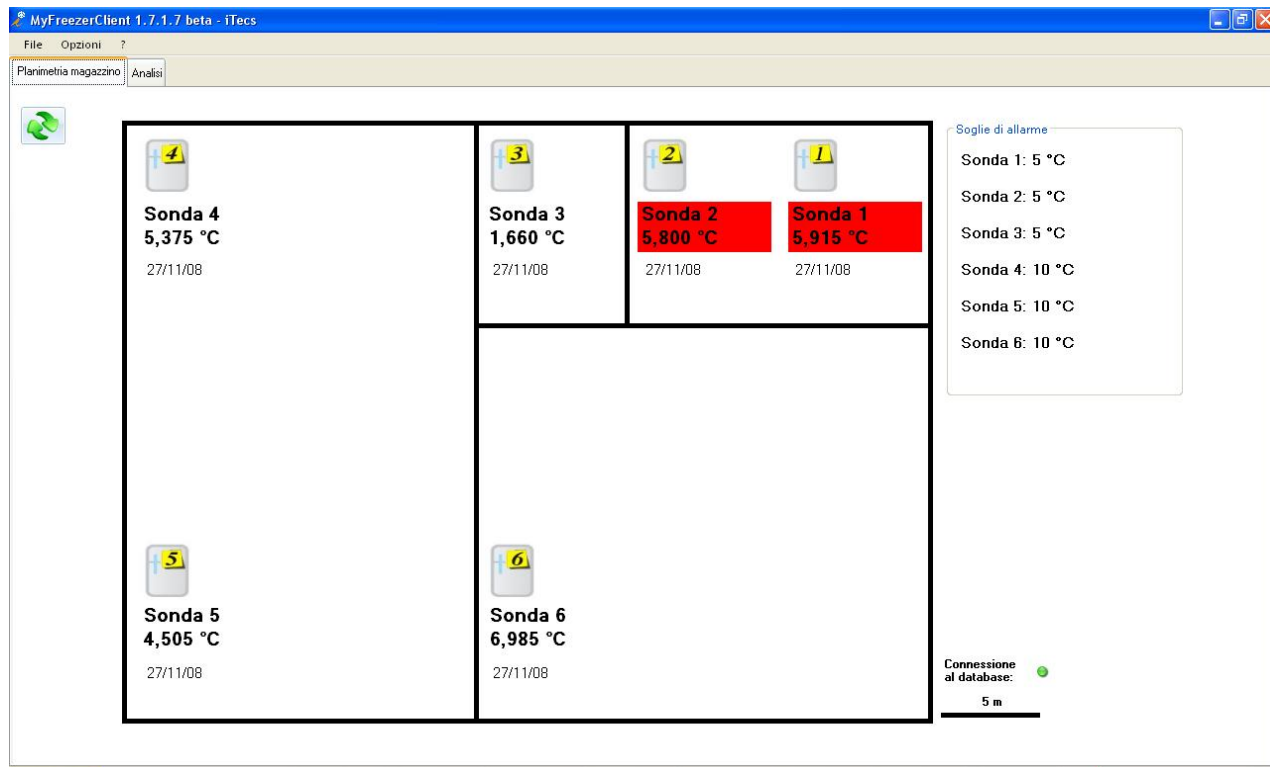 MyFreezerClient 1.7.1.7 beta - iTecs
File Opzioni ?
Planimetria magazzino Analisi
4
Sonda 4
5,375 °C
27/11/08
3
Sonda 3
1,660 °C
27/11/08
2
Sonda 2
5,800 °C
27/11/08
1
Sonda 1
5,915 °C
27/11/08
5
Sonda 5
4,505 °C
27/11/08
6
Sonda 6
6,985 °C
27/11/08
Soglie di allarme
Sonda 1: 5 °C
Sonda 2: 5 °C
Sonda 3: 5 °C
Sonda 4: 10 °C
Sonda 5: 10 °C
Sonda 6: 10 °C
Connessione
al database:
5 m